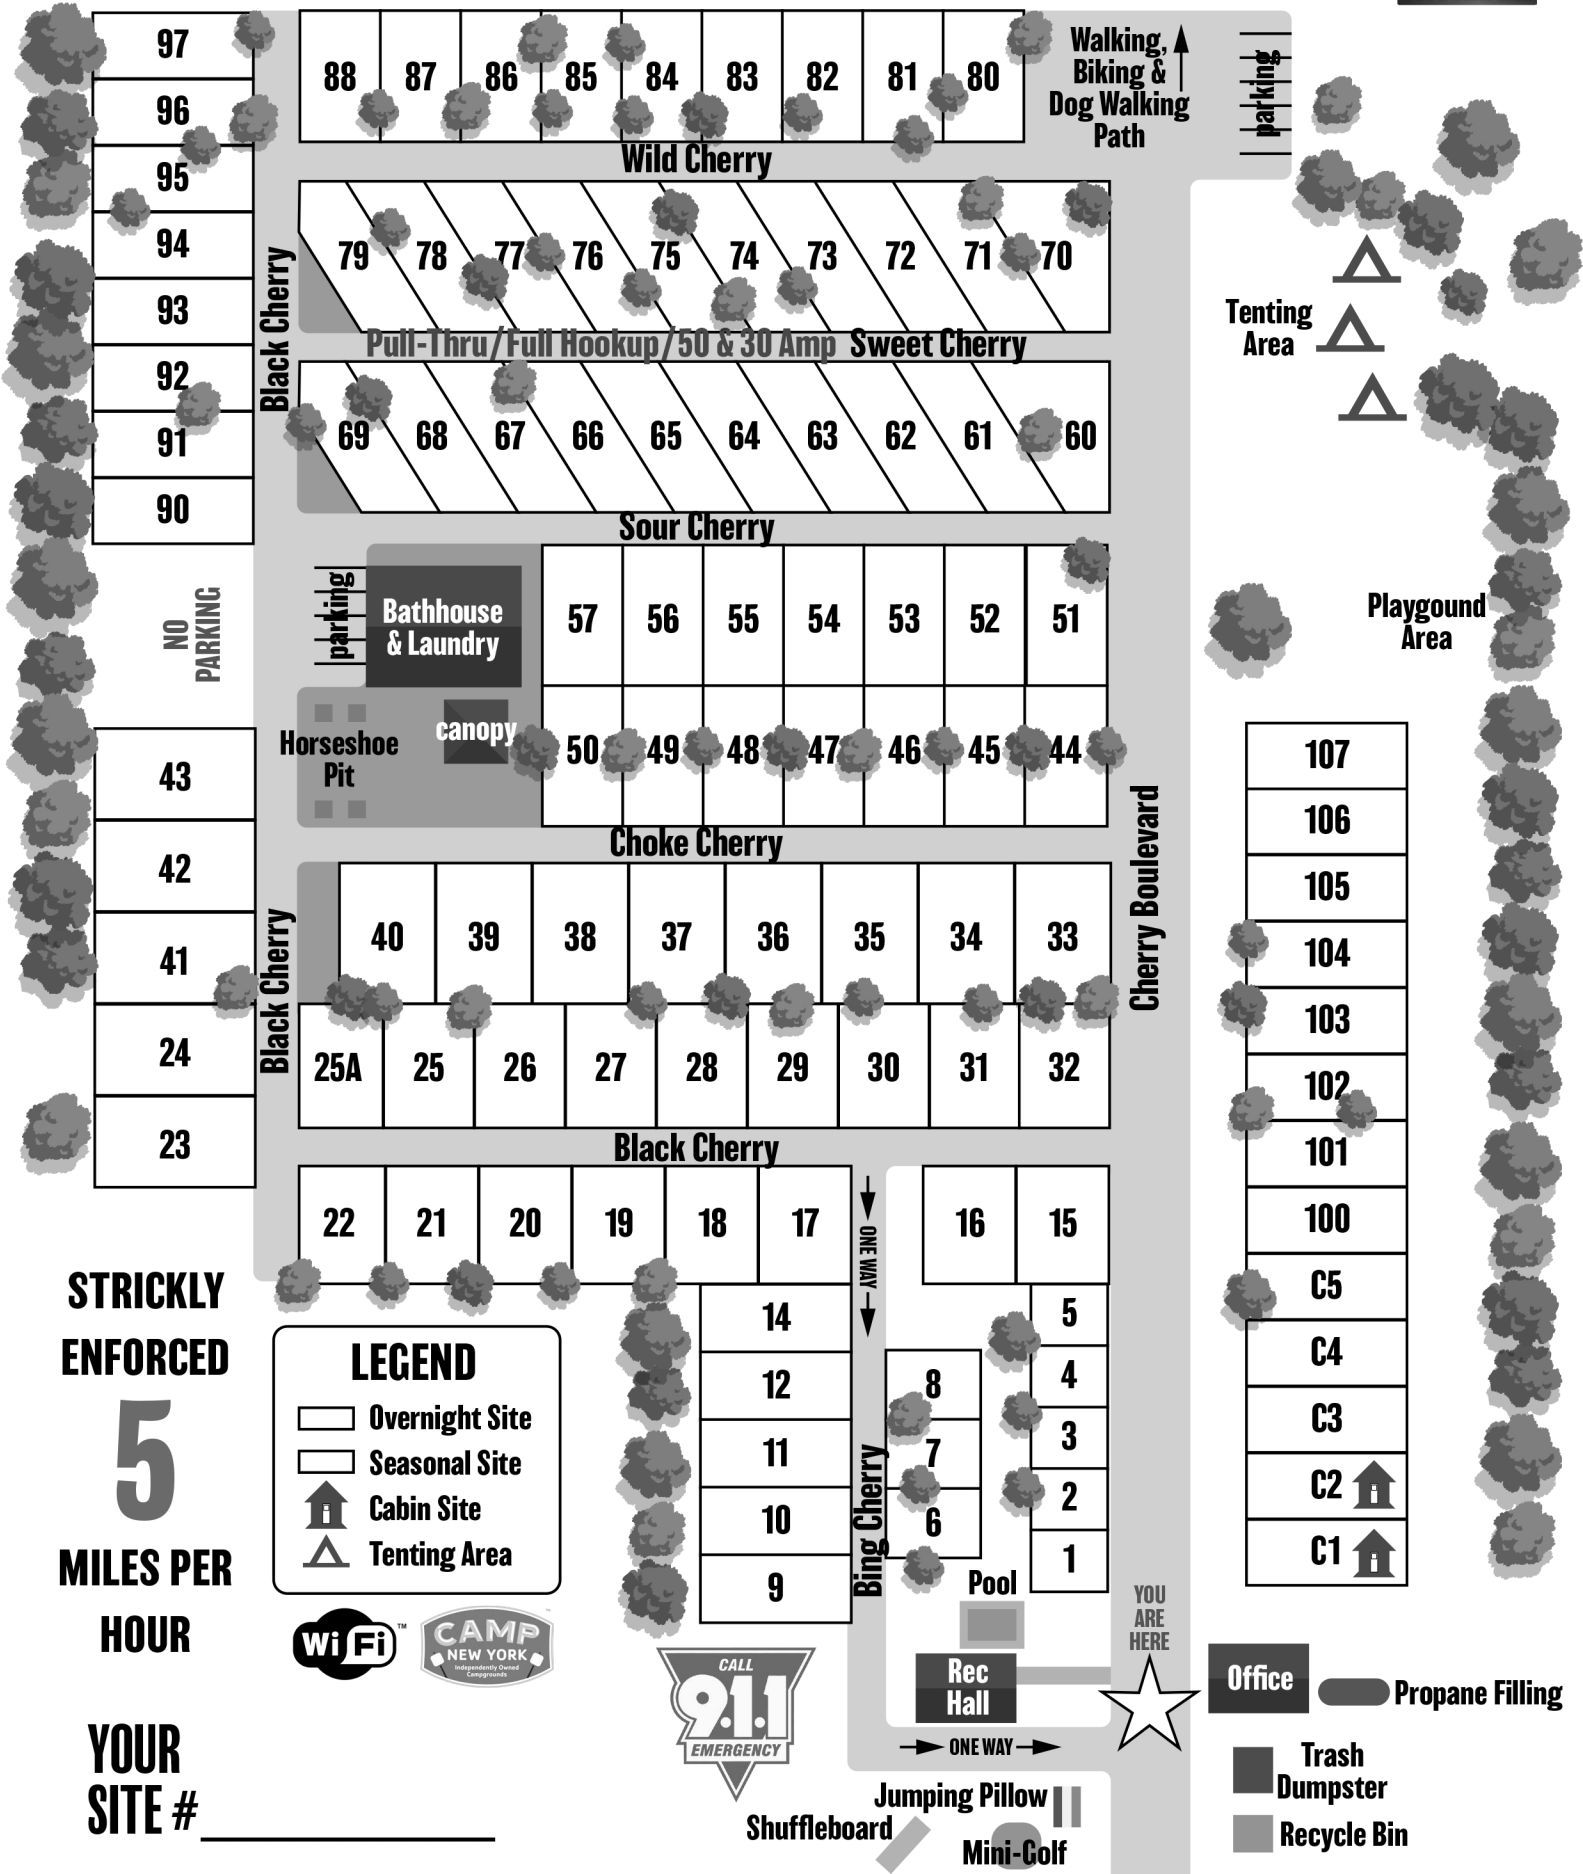 97
96
95
94
93
92
91
90
88
87
86
85
84
83
82
81
80
Walking,
Biking &
Dog Walking
Path
parking
Wild Cherry
79
78
77
76
75
74
73
72
71
70
Black Cherry
Tenting
Area
Pull-Thru/Full Hookup/50 & 30 Amp Sweet Cherry
69
68
67
66
65
64
63
62
61
60
Sour Cherry
NO
PARKING
parking
Bathhouse
& Laundry
57
56
55
54
53
52
51
Playgound
Area
Horseshoe
Pit
canopy
50
49
48
47
46
45
44
Choke Cherry
43
42
41
24
23
Black Cherry
40
39
38
37
36
35
34
33
Cherry Boulevard
25A
25
26
27
28
29
30
31
32
Black Cherry
107
106
105
104
103
102
101
100
C5
C4
C3
C2
C1
22
21
20
19
18
17
ONE WAY
16
15
14
12
11
10
9
Bing Cherry
8
7
6
5
4
3
2
1
STRICKLY
ENFORCED
5
MILES PER
HOUR
LEGEND
Overnight Site
Seasonal Site
Cabin Site
Tenting Area
Wi Fi ™
CAMP
NEW YORK
Independently Owned
Campgrounds
CALL
9.1.1
EMERGENCY
Pool
Rec
Hall
YOU
ARE
HERE
Office
Propane Filling
ONE WAY
Trash
Dumpster
Recycle Bin
Jumping Pillow
Shuffleboard
Mini-Golf
YOUR
SITE #